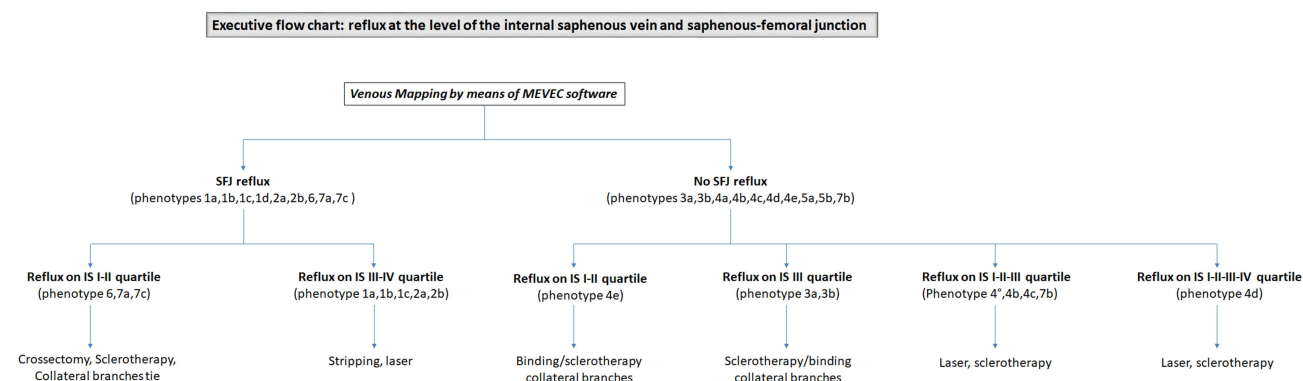 Executive flow chart: reflux at the level of the internal saphenous vein and saphenous-femoral junction
Venous Mapping by means of MEVEC software
SFJ reflux
(phenotypes 1a,1b,1c,1d,2a,2b,6,7a,7c )
No SFJ reflux
(phenotypes 3a,3b,4a,4b,4c,4d,4e,5a,5b,7b)
Reflux on IS I-II quartile
(phenotype 6,7a,7c)
Reflux on IS III-IV quartile
(phenotype 1a,1b,1c,2a,2b)
Reflux on IS I-II quartile
(phenotype 4e)
Reflux on IS III quartile
(phenotype 3a,3b)
Reflux on IS I-II-III quartile
(Phenotype 4°,4b,4c,7b)
Reflux on IS I-II-III-IV quartile
(phenotype 4d)
Crossectomy, Sclerotherapy,
Collateral branches tie
Stripping, laser
Binding/sclerotherapy
collateral branches
Sclerotherapy/binding
collateral branches
Laser, sclerotherapy
Laser, sclerotherapy